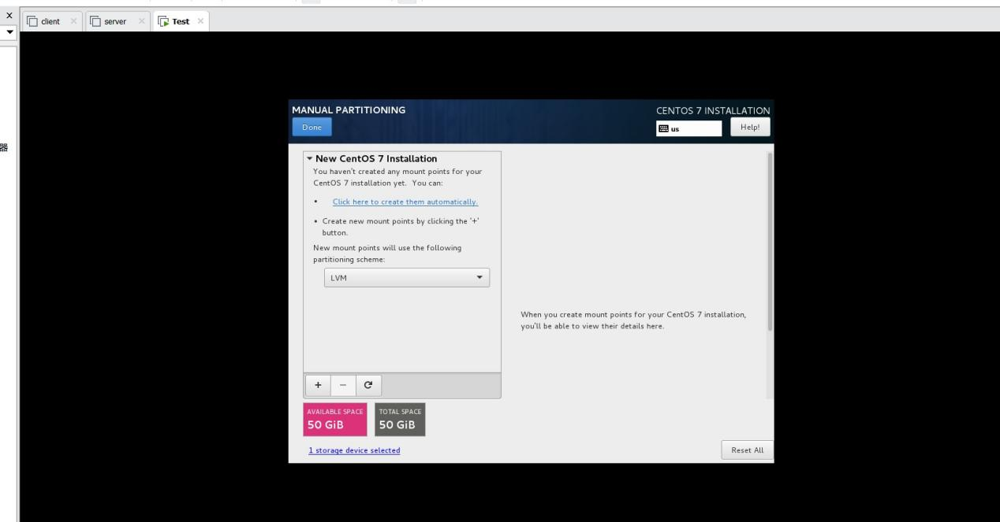 X
client ×
server ×
Test ×
器
MANUAL PARTITIONING
CENTOS 7 INSTALLATION
Done
us
Help!
New CentOS 7 Installation
You haven't created any mount points for your
CentOS 7 installation yet. You can:
• Click here to create them automatically.
• Create new mount points by clicking the '+'
button.
New mount points will use the following
partitioning scheme:
LVM
When you create mount points for your CentOS 7 installation,
you'll be able to view their details here.
+ −
AVAILABLE SPACE
50 GiB
TOTAL SPACE
50 GiB
1 storage device selected
Reset All